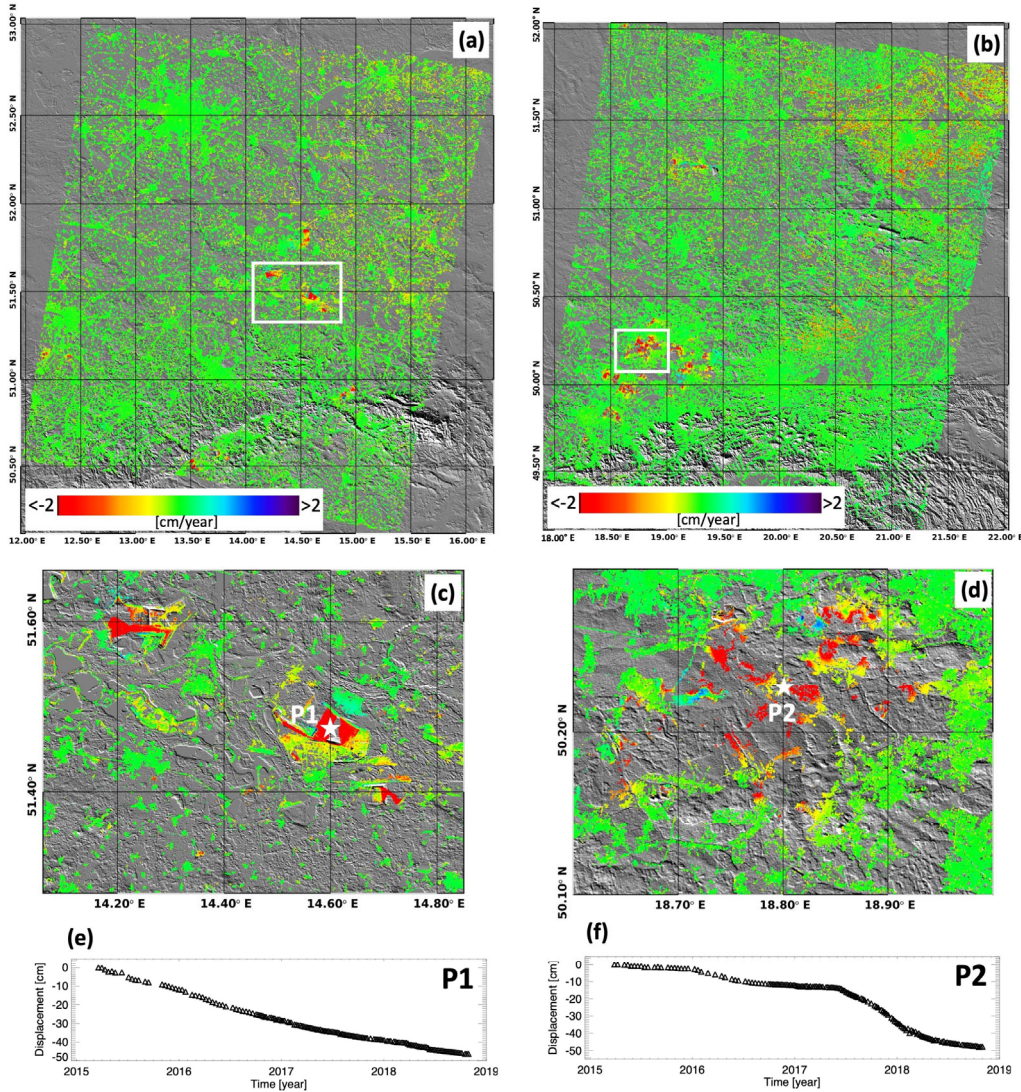 (a)
53.00° N
52.50° N
52.00° N
51.50° N
51.00° N
50.50° N
<-2
>2
[cm/year]
12.00° E
12.50° E
13.00° E
13.50° E
14.00° E
14.50° E
15.00° E
15.50° E
16.00° E
(b)
52.00° N
51.50° N
51.00° N
50.50° N
50.00° N
49.50° N
<-2
>2
[cm/year]
18.00° E
18.50° E
19.00° E
19.50° E
20.00° E
20.50° E
21.00° E
21.50° E
22.00° E
(c)
51.60° N
51.40° N
P1
14.20° E
14.40° E
14.60° E
14.80° E
(d)
50.20° N
50.10° N
P2
18.70° E
18.80° E
18.90° E
(e)
P1
Displacement [cm]
0
-10
-20
-30
-40
-50
2015
2016
2017
2018
2019
Time [year]
(f)
P2
Displacement [cm]
0
-10
-20
-30
-40
-50
2015
2016
2017
2018
2019
Time [year]